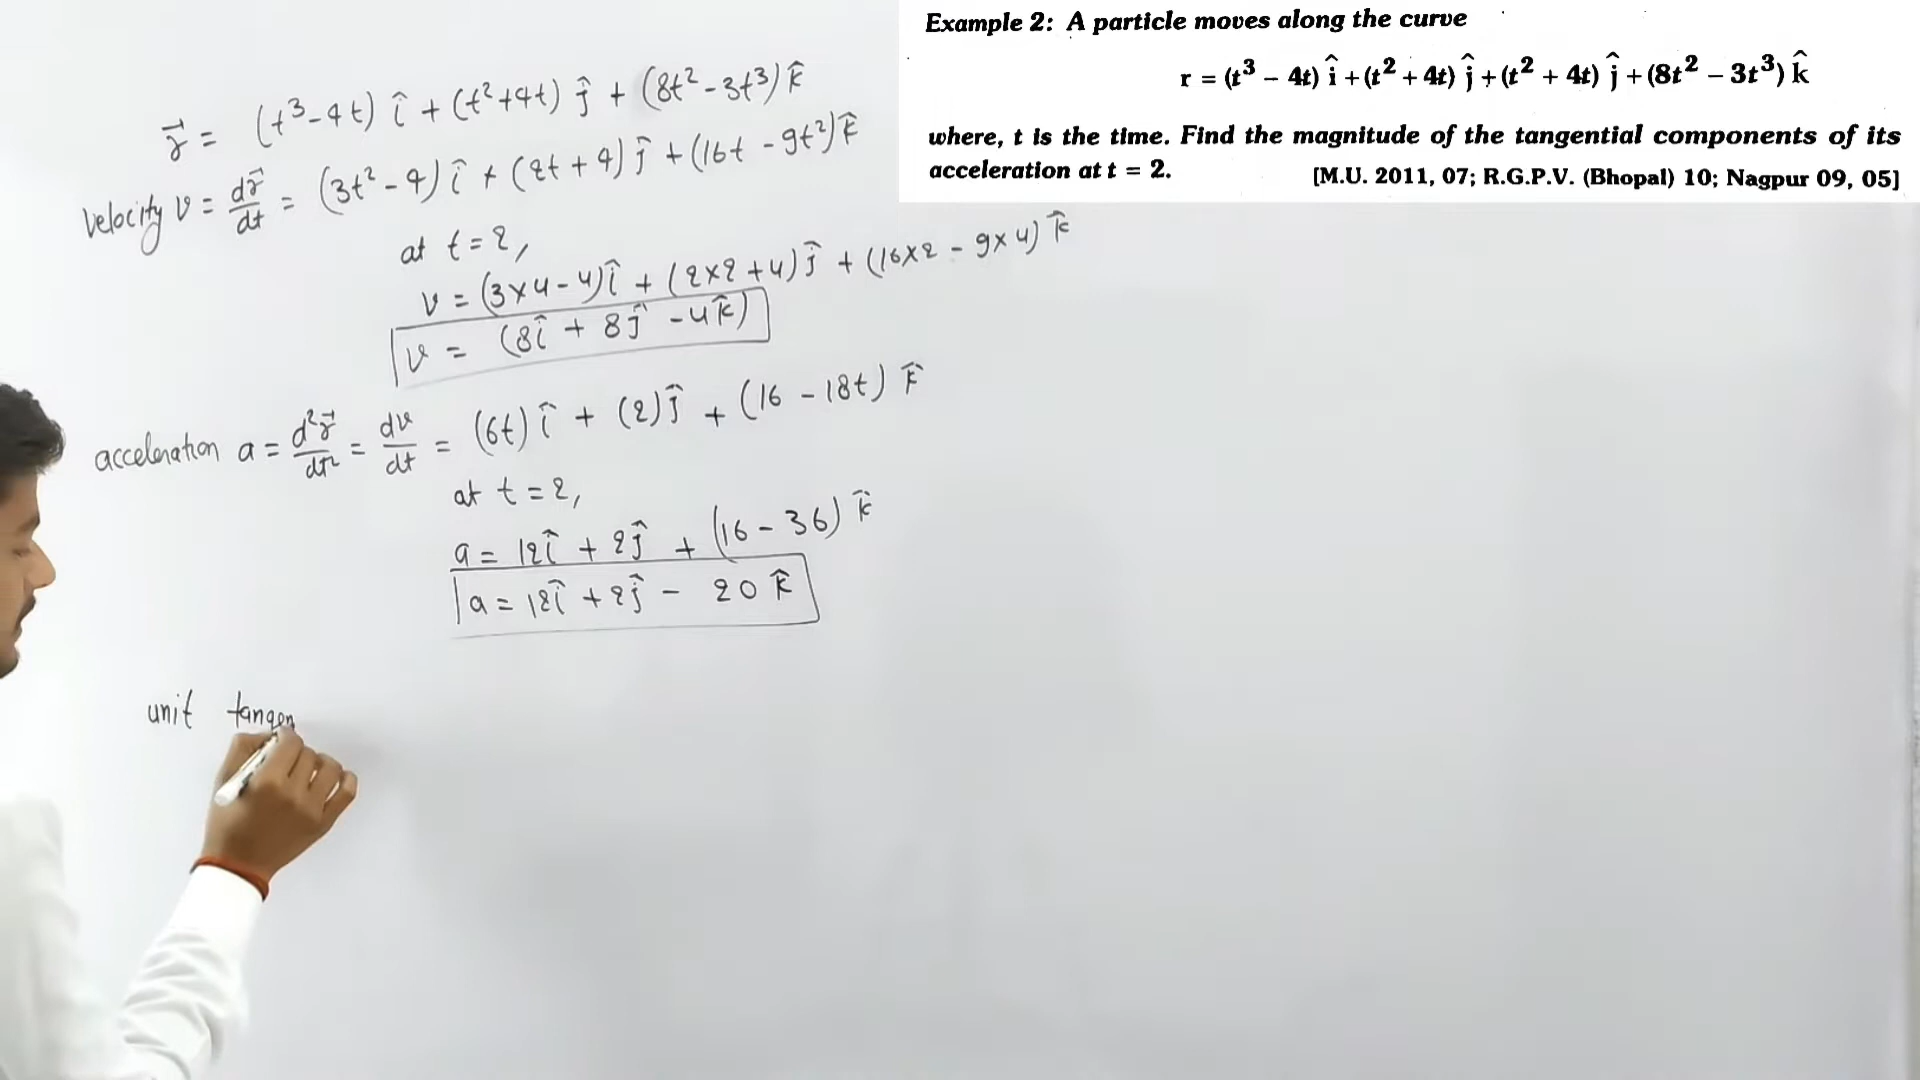 Example 2: A particle moves along the curve
r = (t³ – 4t) î + (t² + 4t) ĵ + (t² + 4t) ĵ + (8t² – 3t³) k̂
where, t is the time. Find the magnitude of the tangential components of its
acceleration at t = 2. [M.U. 2011, 07; R.G.P.V. (Bhopal) 10; Nagpur 09, 05]
r⃗ = (t³-4t) î + (t²+4t) ĵ + (8t²-3t³) k̂
velocity v = dr⃗/dt = (3t²-4) î + (2t+4) ĵ + (16t - 9t²) k̂
at t=2,
v = (3×4-4) î + (2×2+4) ĵ + (16×2 - 9×4) k̂
v = (8î + 8ĵ - 4k̂)
acceleration a = d²r⃗/dt² = dv/dt = (6t) î + (2) ĵ + (16 - 18t) k̂
at t=2,
a = 12î + 2ĵ + (16-36) k̂
a = 12î + 2ĵ - 20 k̂
unit tangen